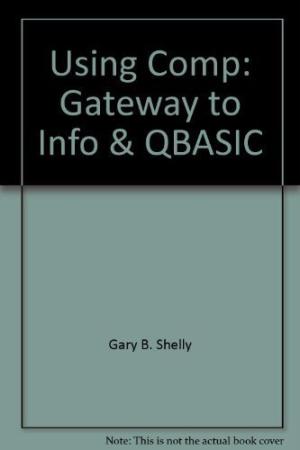 Using Comp:
Gateway to
Info & QBASIC
Gary B. Shelly
Note: This is not the actual book cover